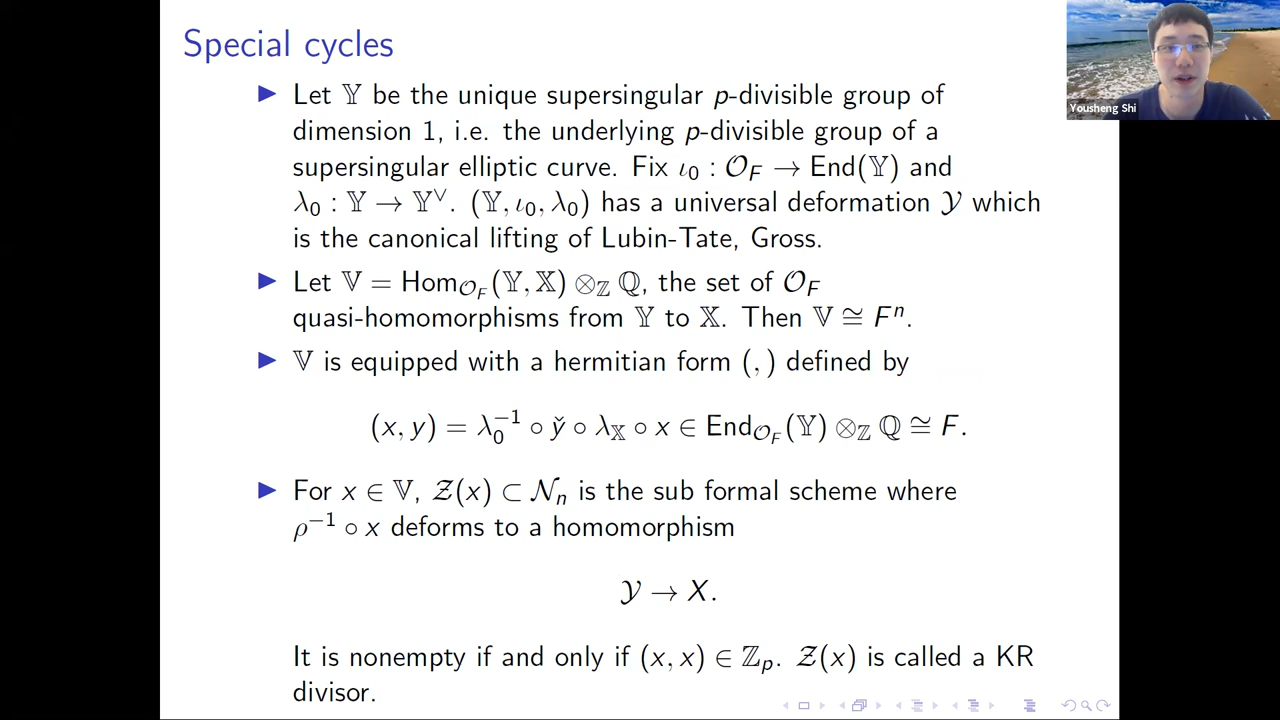 Special cycles
Let 𝕐 be the unique supersingular p-divisible group of
dimension 1, i.e. the underlying p-divisible group of a
supersingular elliptic curve. Fix ι₀ : 𝒪_F → End(𝕐) and
λ₀ : 𝕐 → 𝕐^∨. (𝕐, ι₀, λ₀) has a universal deformation 𝒴 which
is the canonical lifting of Lubin-Tate, Gross.
Let 𝕍 = Hom_{𝒪_F}(𝕐, 𝕏) ⊗_ℤ ℚ, the set of 𝒪_F
quasi-homomorphisms from 𝕐 to 𝕏. Then 𝕍 ≅ Fⁿ.
𝕍 is equipped with a hermitian form (, ) defined by
(x, y) = λ₀⁻¹ ∘ y̌ ∘ λ_𝕏 ∘ x ∈ End_{𝒪_F}(𝕐) ⊗_ℤ ℚ ≅ F.
For x ∈ 𝕍, 𝒵(x) ⊂ 𝒩ₙ is the sub formal scheme where
ρ⁻¹ ∘ x deforms to a homomorphism
𝒴 → X.
It is nonempty if and only if (x, x) ∈ ℤ_p. 𝒵(x) is called a KR
divisor.
Yousheng Shi